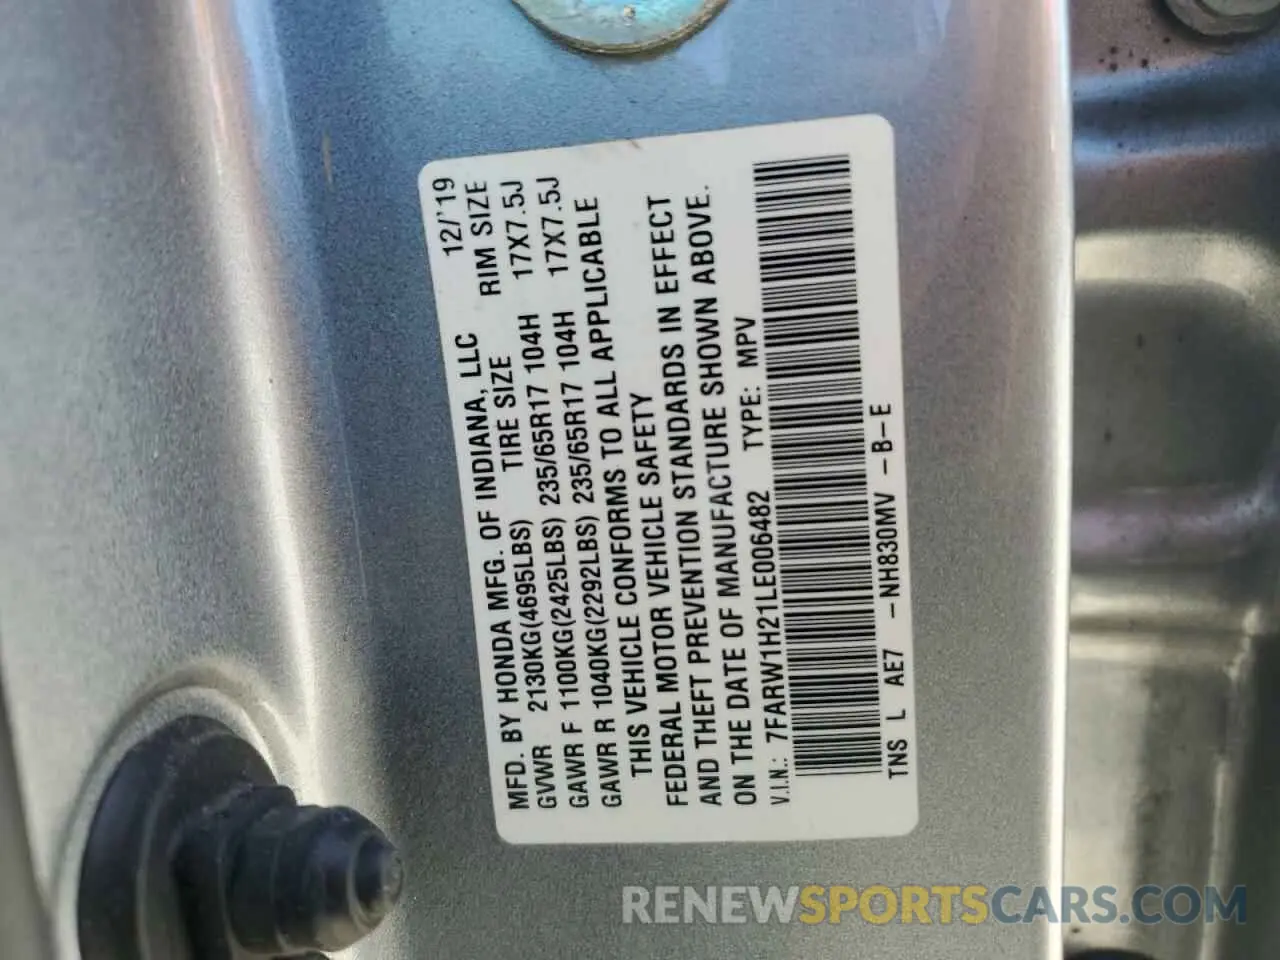 MFD. BY HONDA MFG. OF INDIANA, LLC 12/'19
TIRE SIZE RIM SIZE
GVWR 2130KG(4695LBS)
GAWR F 1100KG(2425LBS) 235/65R17 104H 17X7.5J
GAWR R 1040KG(2292LBS) 235/65R17 104H 17X7.5J
THIS VEHICLE CONFORMS TO ALL APPLICABLE
FEDERAL MOTOR VEHICLE SAFETY
AND THEFT PREVENTION STANDARDS IN EFFECT
ON THE DATE OF MANUFACTURE SHOWN ABOVE.
V.I.N.: 7FARW1H21LE006482 TYPE: MPV
TNS L AE7 -NH830MV -B-E
RENEWSPORTSCARS.COM